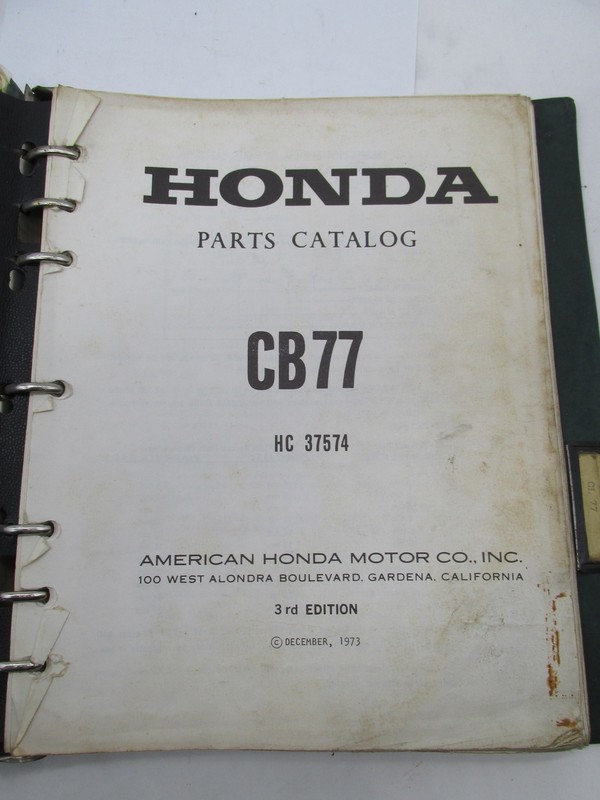 HONDA
PARTS CATALOG
CB77
HC 37574
AMERICAN HONDA MOTOR CO., INC.
100 WEST ALONDRA BOULEVARD, GARDENA, CALIFORNIA
3rd EDITION
© DECEMBER, 1973